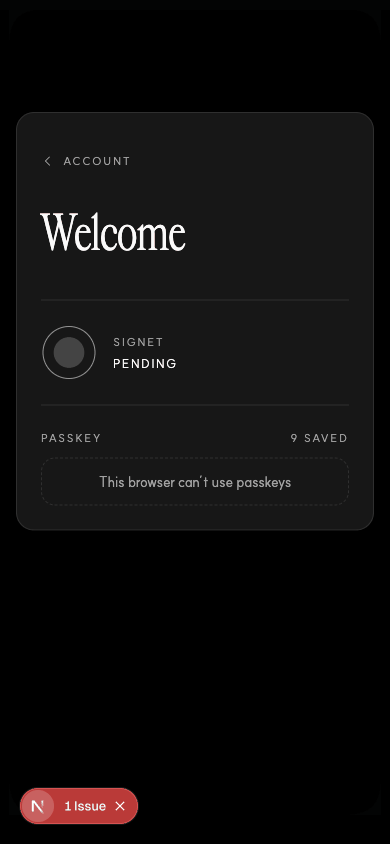 ACCOUNT
Welcome
SIGNET
PENDING
PASSKEY
9 SAVED
This browser can't use passkeys
N
1 Issue